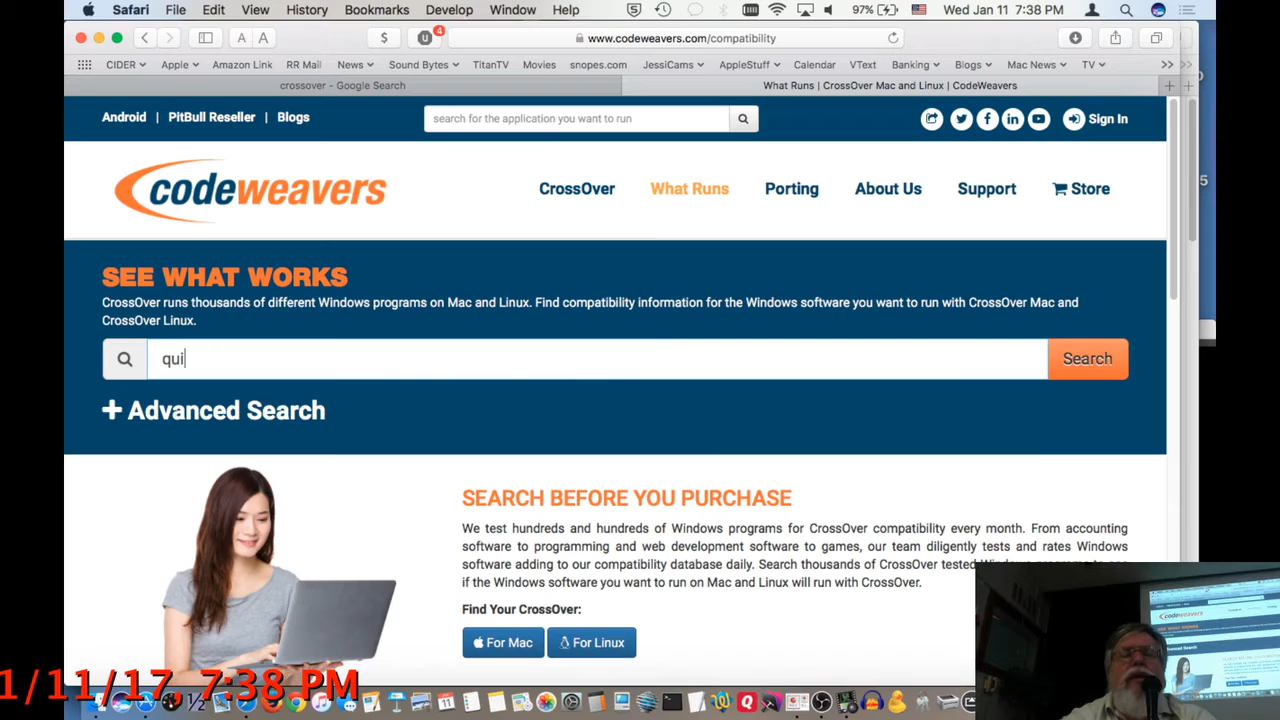 Safari File Edit View History Bookmarks Develop Window Help 97% Wed Jan 11 7:38 PM
$ u 4 www.codeweavers.com/compatibility
CIDER Apple Amazon Link RR Mail News Sound Bytes TitanTV Movies snopes.com JessiCams AppleStuff Calendar VText Banking Blogs Mac News TV
crossover - Google Search What Runs | CrossOver Mac and Linux | CodeWeavers
Android | PitBull Reseller | Blogs search for the application you want to run Sign In
codeweavers CrossOver What Runs Porting About Us Support Store
SEE WHAT WORKS
CrossOver runs thousands of different Windows programs on Mac and Linux. Find compatibility information for the Windows software you want to run with CrossOver Mac and
CrossOver Linux.
qui Search
+ Advanced Search
SEARCH BEFORE YOU PURCHASE
We test hundreds and hundreds of Windows programs for CrossOver compatibility every month. From accounting
software to programming and web development software to games, our team diligently tests and rates Windows
software adding to our compatibility database daily. Search thousands of CrossOver tested
if the Windows software you want to run on Mac and Linux will run with CrossOver.
Find Your CrossOver:
For Mac For Linux
1/11/17 7:38 PM